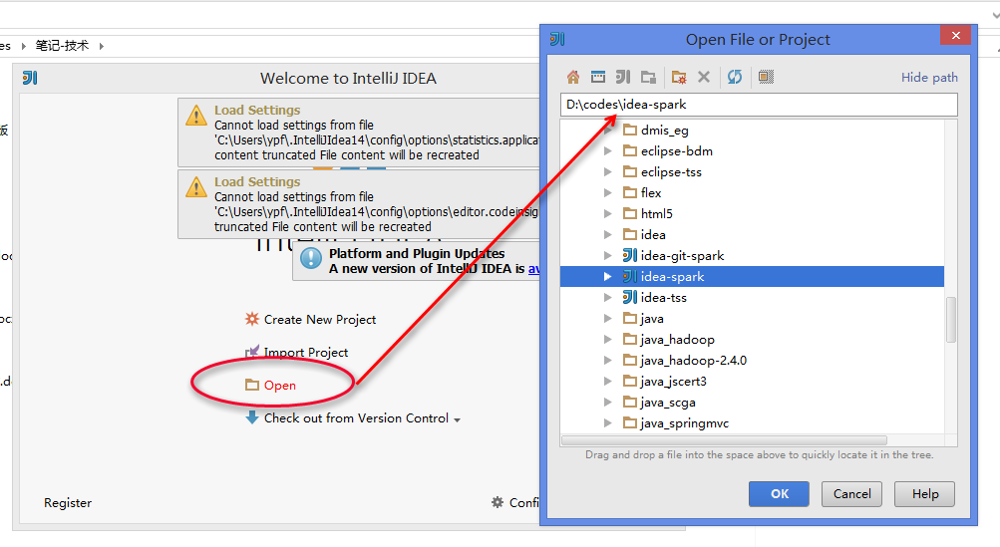 es ▸ 笔记-技术 ▸
Welcome to IntelliJ IDEA
Load Settings
Cannot load settings from file
'C:\Users\ypf\.IntelliJIdea14\config\options\statistics.applica
content truncated File content will be recreated
Load Settings
Cannot load settings from file
'C:\Users\ypf\.IntelliJIdea14\config\options\editor.codeinsig
truncated File content will be recreated
Platform and Plugin Updates
A new version of IntelliJ IDEA is av
Create New Project
Import Project
Open
Check out from Version Control
Register
Confi
板
oc
ocx
.do
Open File or Project
Hide path
D:\codes\idea-spark
dmis_eg
eclipse-bdm
eclipse-tss
flex
html5
idea
idea-git-spark
idea-spark
idea-tss
java
java_hadoop
java_hadoop-2.4.0
java_jscert3
java_scga
java_springmvc
Drag and drop a file into the space above to quickly locate it in the tree.
OK
Cancel
Help